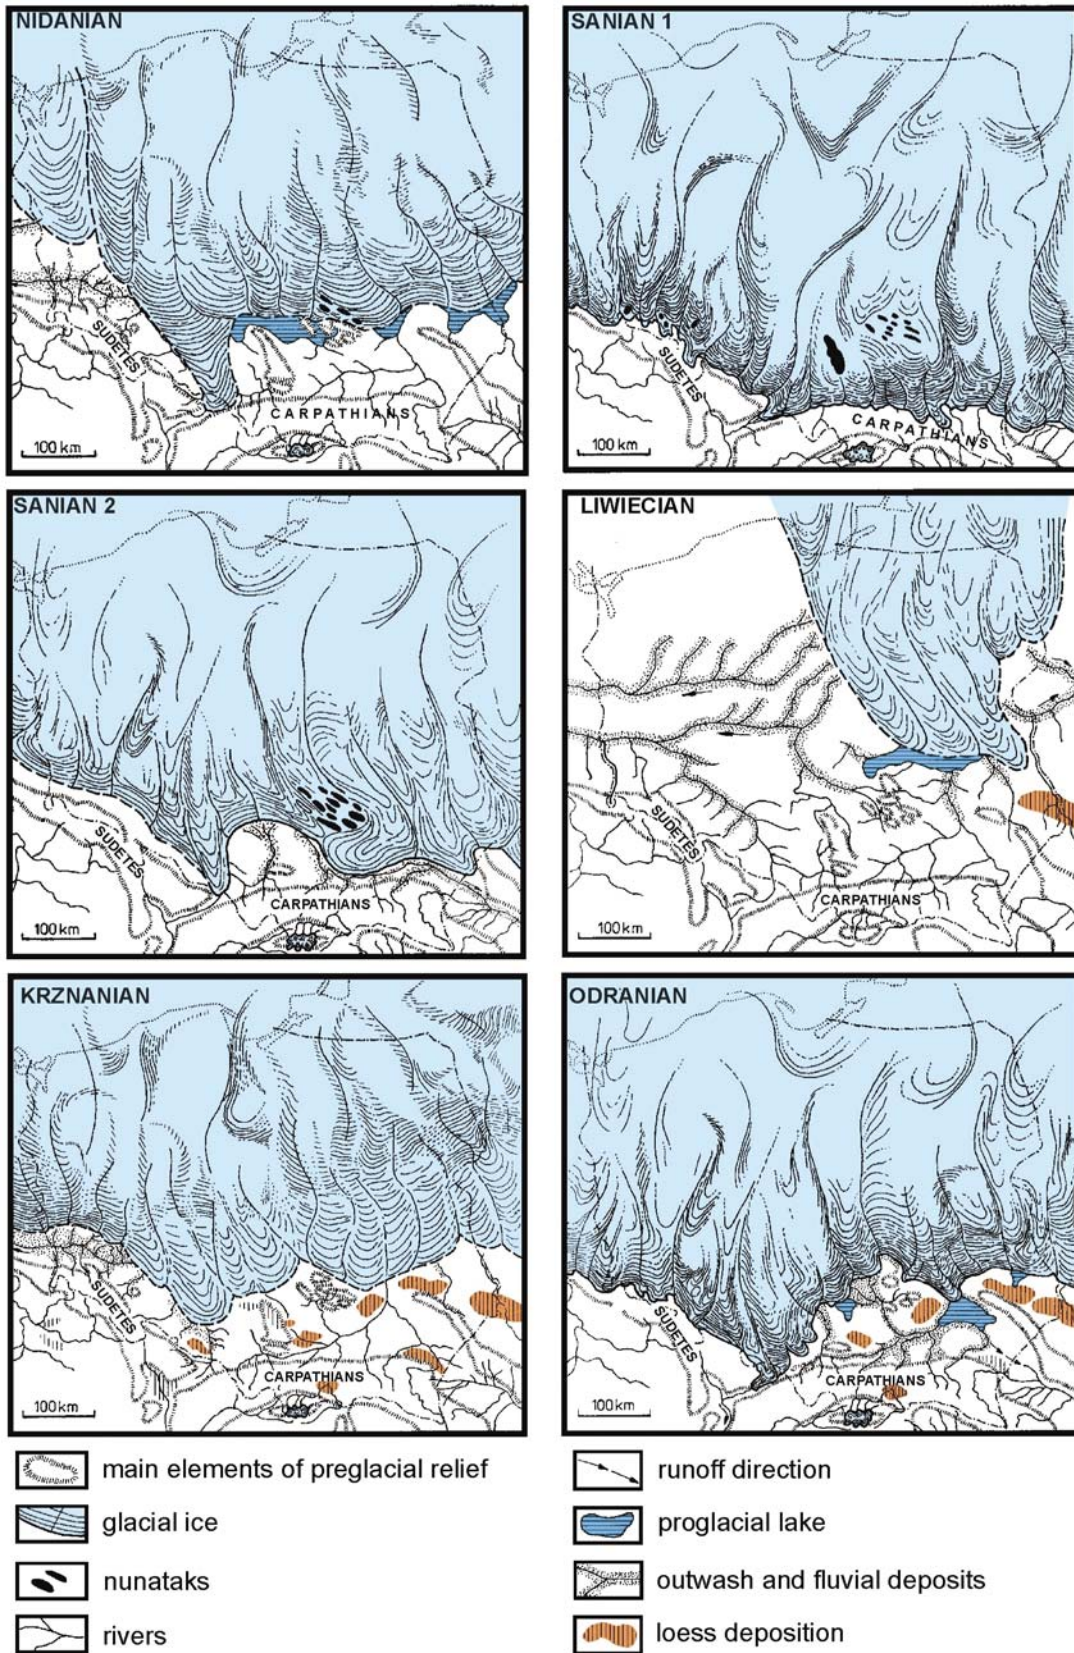 NIDANIAN
SUDETES
CARPATHIANS
100 km
SANIAN 1
SUDETES
CARPATHIANS
100 km
SANIAN 2
SUDETES
CARPATHIANS
100 km
LIWIECIAN
SUDETES
CARPATHIANS
100 km
KRZNANIAN
SUDETES
CARPATHIANS
100 km
ODRANIAN
SUDETES
CARPATHIANS
100 km
main elements of preglacial relief
glacial ice
nunataks
rivers
runoff direction
proglacial lake
outwash and fluvial deposits
loess deposition